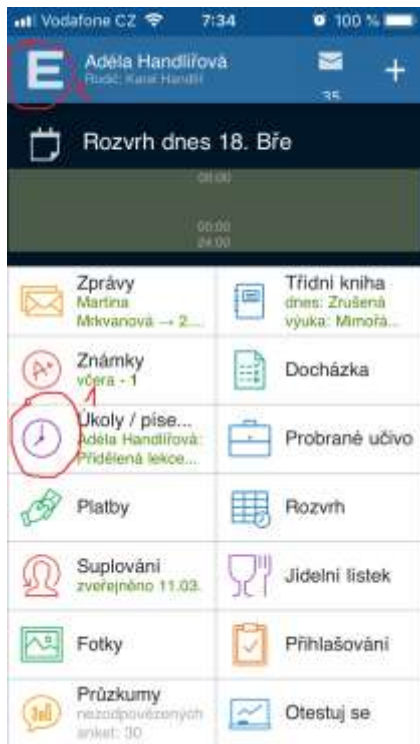 Vodafone CZ 7:34 100 %
E Adéla Handlířová
Rodič: Karel Handlíř
35
+
Rozvrh dnes 18. Bře
00:00
00:00
24:00
Zprávy
Martina
Mrkvanová → 2....
Třídní kniha
dnes: Zrušená
výuka: Mimořá...
Známky
včera - 1
Docházka
1
Úkoly / píse...
Adéla Handlířová:
Přidělená lekce...
Probrané učivo
Platby
Rozvrh
Suplování
zveřejněno 11.03.
Jídelní lístek
Fotky
Přihlašování
Průzkumy
nezodpovězených
anket: 30
Otestuj se